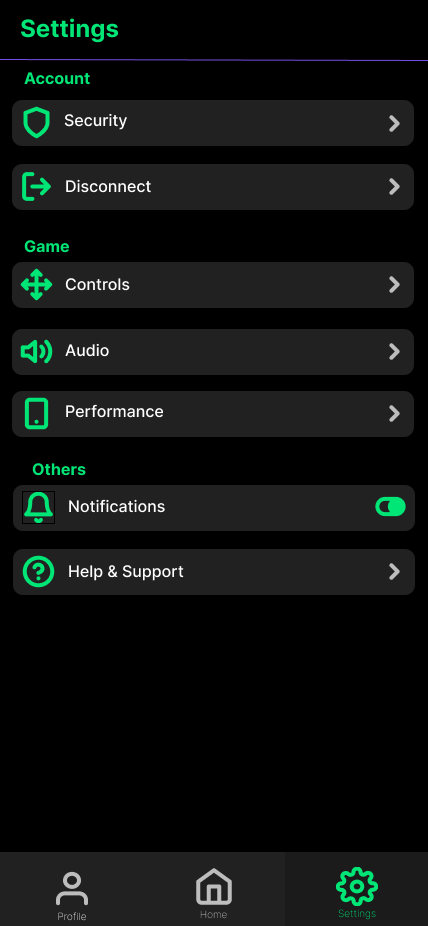 Settings
Account
Security
Disconnect
Game
Controls
Audio
Performance
Others
Notifications
Help & Support
Profile
Home
Settings